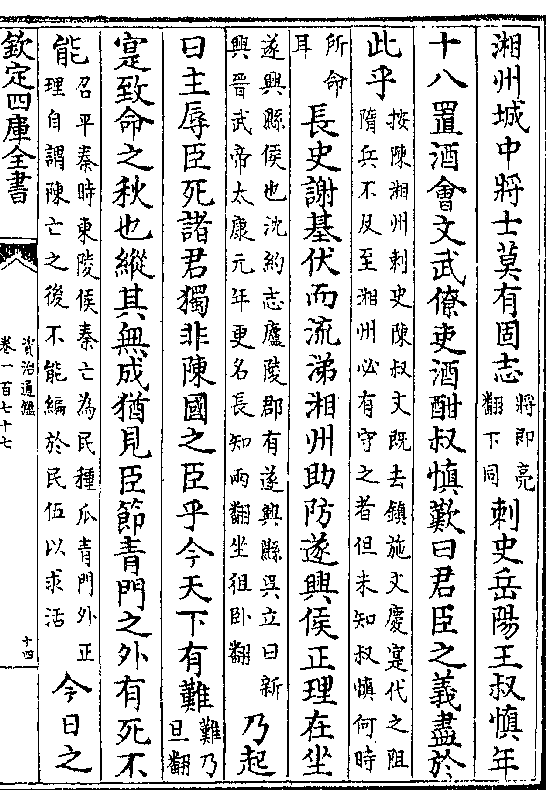 湘州城中將士莫有固志將即亮翻下同刺史岳陽王叔慎年
十八置酒會文武僚吏酒酣叔慎歎曰君臣之義盡於
此乎按陳湘州刺史陳叔文既去鎮施文慶寔代之阻隋兵不及至湘州必有守之者但未知叔慎何時
所命耳長史謝基伏而流涕湘州助防遂興侯正理在坐
遂興縣侯也沈約志廬陵郡有遂興縣吳立曰新興晉武帝太康元年更名長知兩翻坐徂卧翻乃起
曰主辱臣死諸君獨非陳國之臣乎今天下有難難乃旦翻
寔致命之秋也縱其無成猶見臣節青門之外有死不
能召平秦時東陵侯秦亡為民種瓜青門外正理自謂陳亡之後不能編於民伍以求活今日之
欽定四庫全書
資治通鑑
卷一百七十七
十四